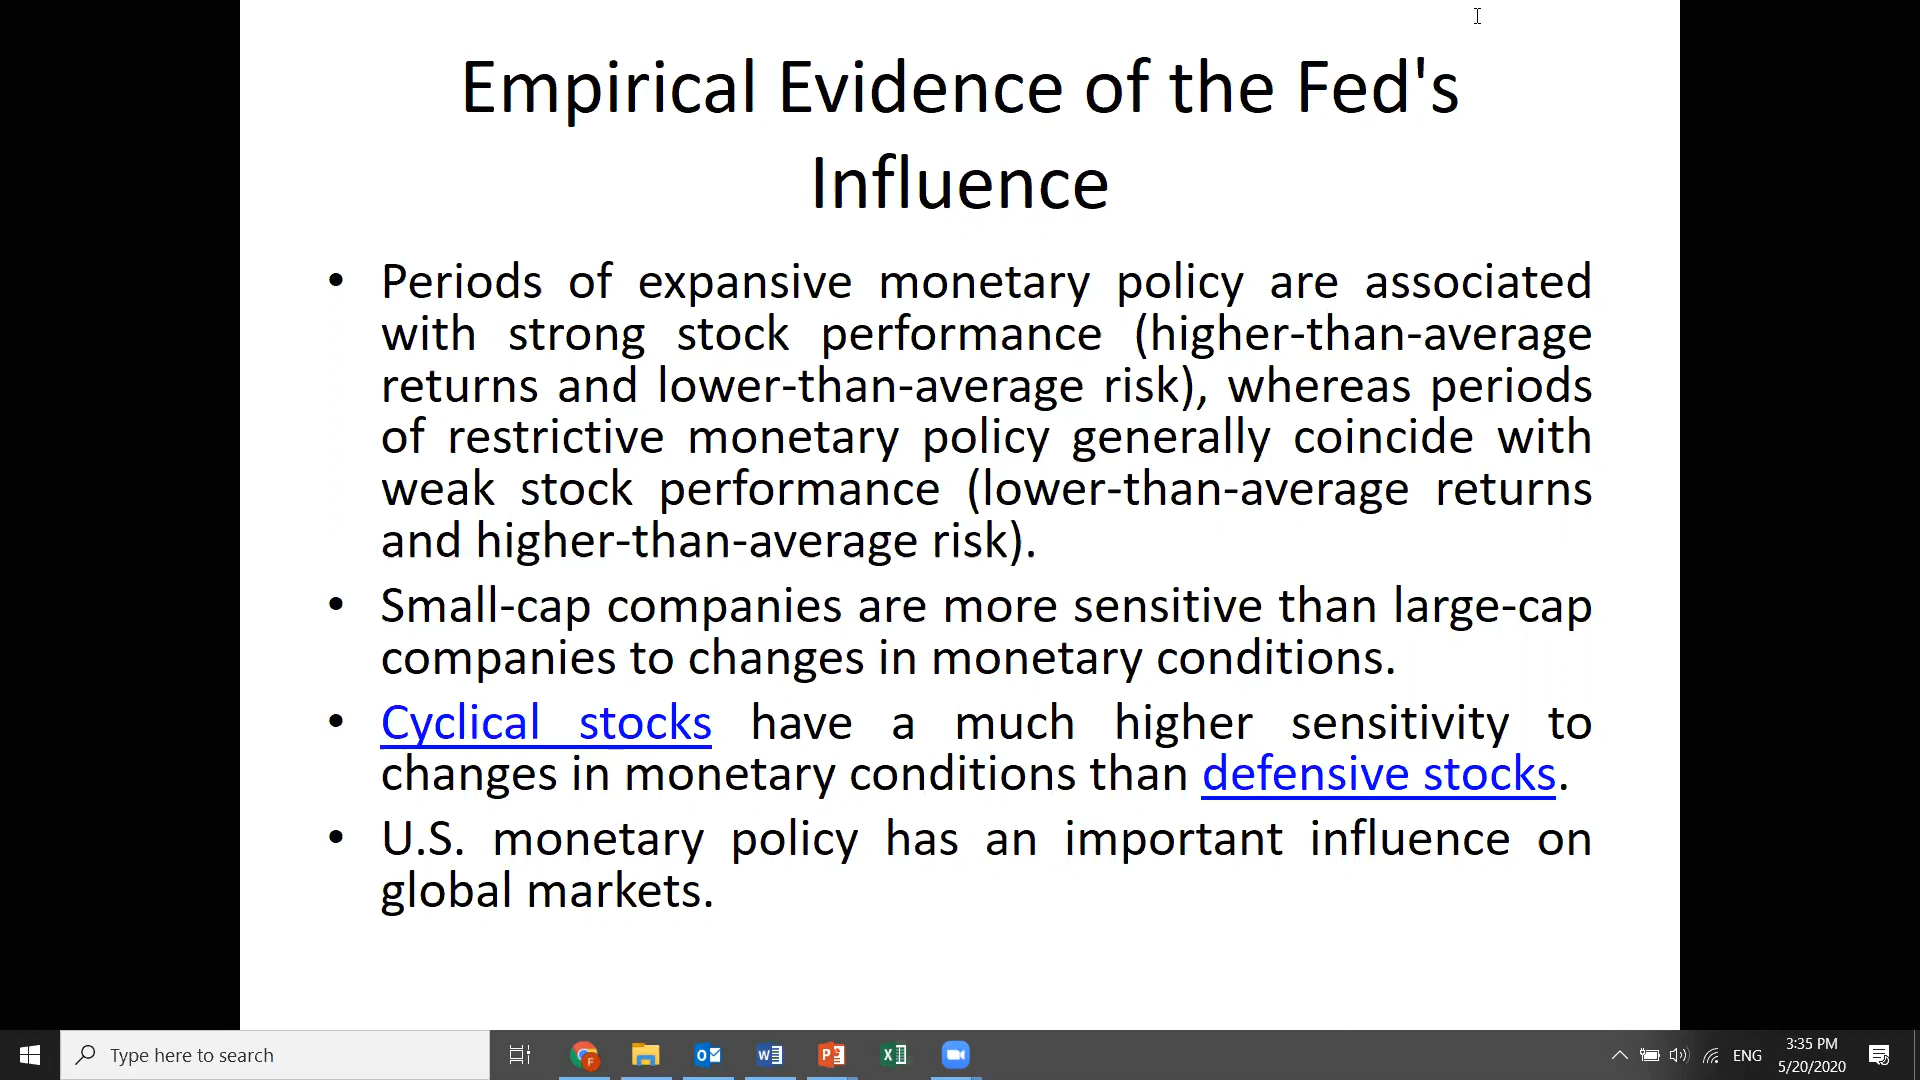 Empirical Evidence of the Fed's
Influence
• Periods of expansive monetary policy are associated
with strong stock performance (higher-than-average
returns and lower-than-average risk), whereas periods
of restrictive monetary policy generally coincide with
weak stock performance (lower-than-average returns
and higher-than-average risk).
• Small-cap companies are more sensitive than large-cap
companies to changes in monetary conditions.
• Cyclical stocks have a much higher sensitivity to
changes in monetary conditions than defensive stocks.
• U.S. monetary policy has an important influence on
global markets.
Type here to search
ENG
3:35 PM
5/20/2020